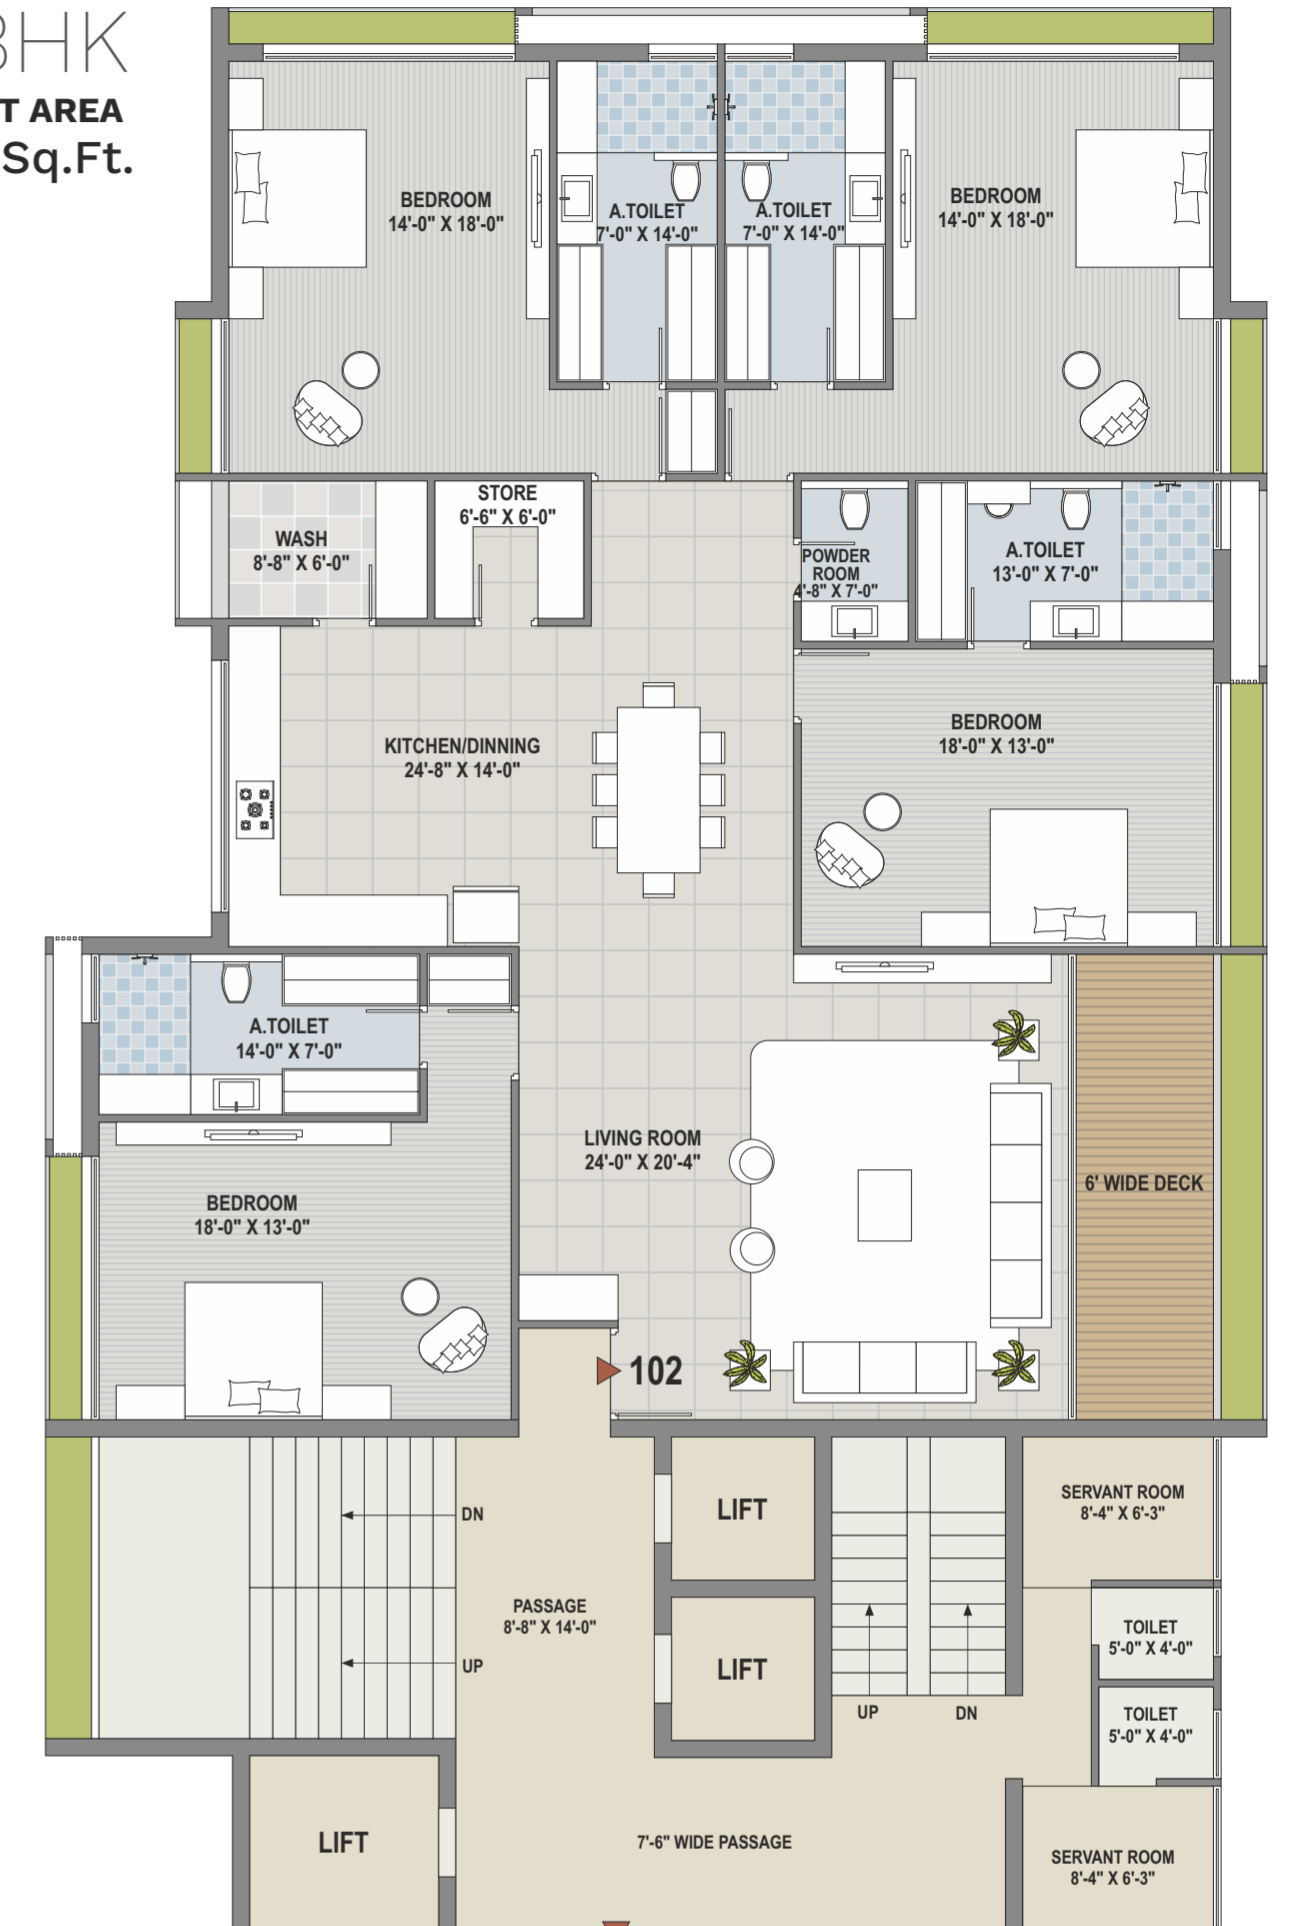 BHK
T AREA
Sq.Ft.
BEDROOM
14'-0" X 18'-0"
A.TOILET
7'-0" X 14'-0"
A.TOILET
7'-0" X 14'-0"
BEDROOM
14'-0" X 18'-0"
WASH
8'-8" X 6'-0"
STORE
6'-6" X 6'-0"
POWDER
ROOM
4'-8" X 7'-0"
A.TOILET
13'-0" X 7'-0"
KITCHEN/DINNING
24'-8" X 14'-0"
BEDROOM
18'-0" X 13'-0"
A.TOILET
14'-0" X 7'-0"
LIVING ROOM
24'-0" X 20'-4"
6' WIDE DECK
BEDROOM
18'-0" X 13'-0"
102
DN
UP
PASSAGE
8'-8" X 14'-0"
LIFT
LIFT
UP
DN
SERVANT ROOM
8'-4" X 6'-3"
TOILET
5'-0" X 4'-0"
TOILET
5'-0" X 4'-0"
LIFT
7'-6" WIDE PASSAGE
SERVANT ROOM
8'-4" X 6'-3"